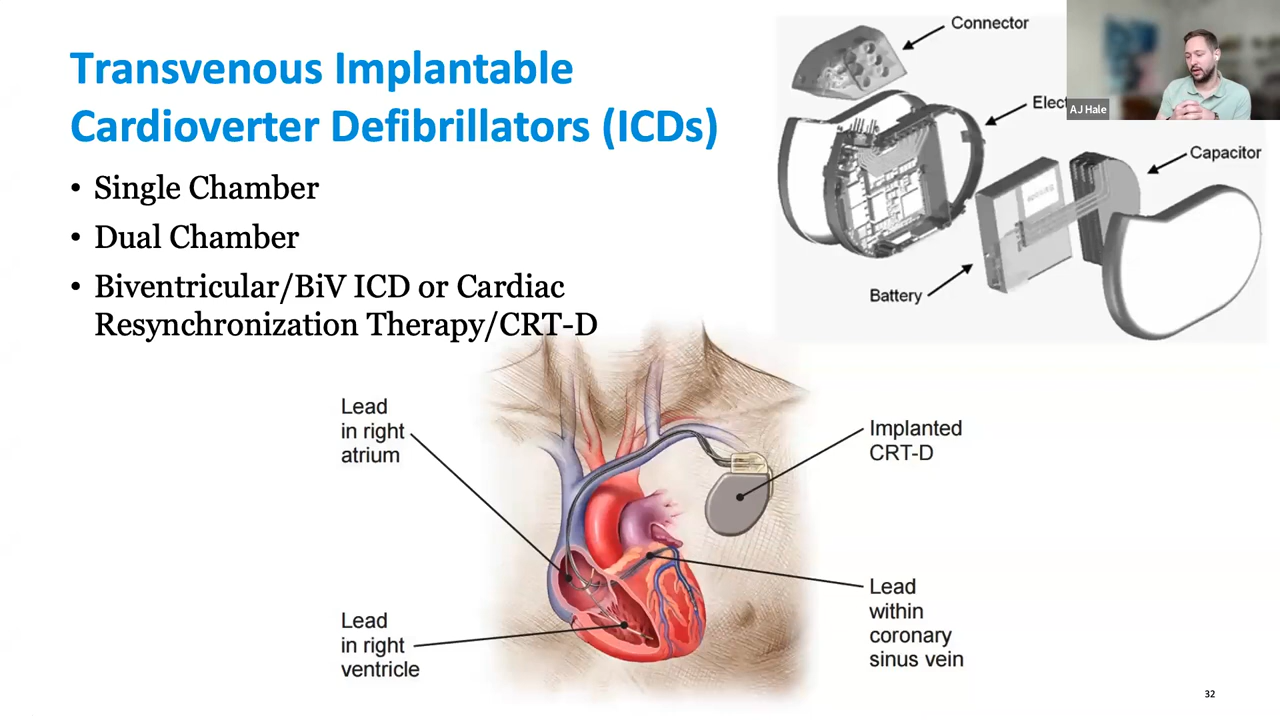 Transvenous Implantable
Cardioverter Defibrillators (ICDs)
• Single Chamber
• Dual Chamber
• Biventricular/BiV ICD or Cardiac
Resynchronization Therapy/CRT-D
Connector
AJ Hale
Capacitor
Battery
Lead
in right
atrium
Implanted
CRT-D
Lead
in right
ventricle
Lead
within
coronary
sinus vein
32